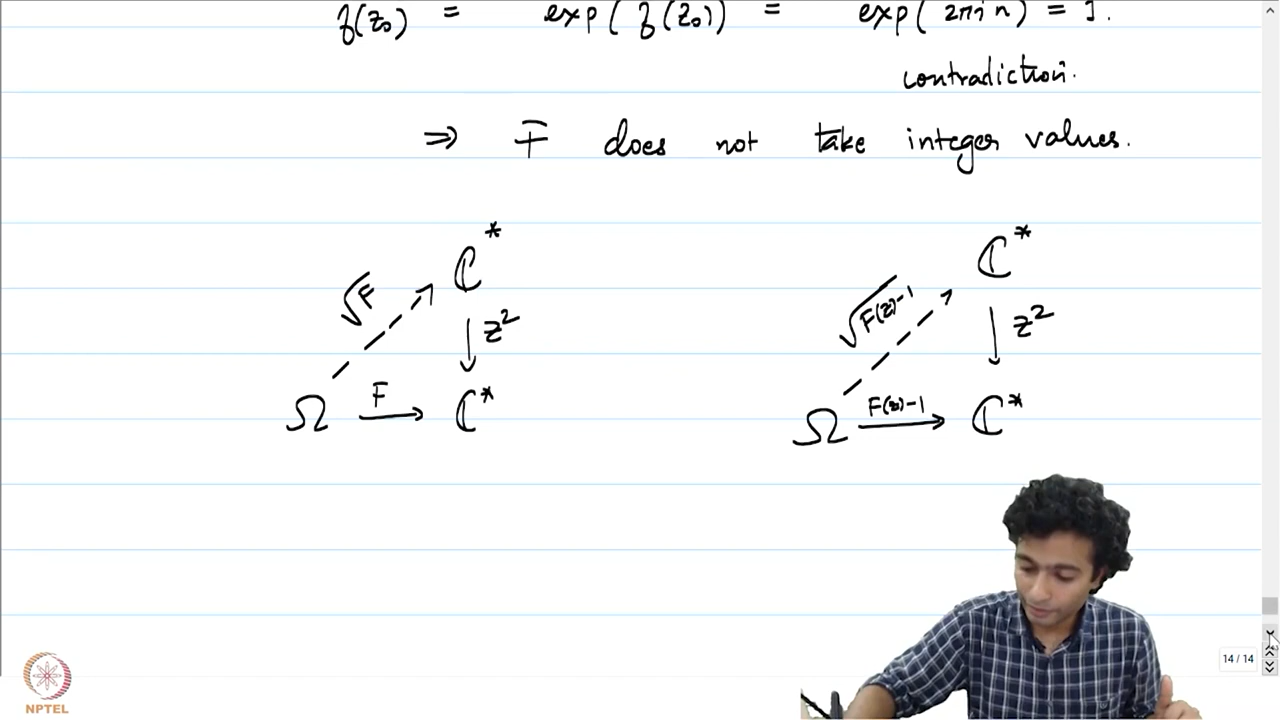 f(z₀) = exp( f(z₀)) = exp( 2πin) = 1.
contradiction.
⇒ F does not take integer values.
ℂ* ℂ*
√F √F(z)-1
z² z²
Ω F ℂ* Ω F(z)-1 ℂ*
14 / 14
NPTEL